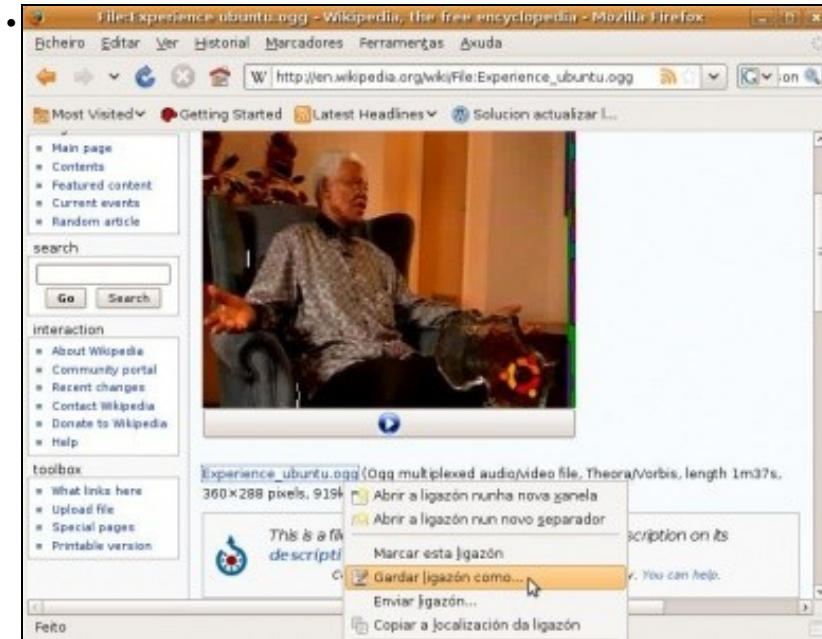 File:Experience ubuntu.ogg - Wikipedia, the free encyclopedia - Mozilla Firefox
Bcheiro Editar Ver Historial Marcadores Ferramentas Axuda
W http://en.wikipedia.org/wiki/File:Experience_ubuntu.ogg on
Most Visited Getting Started Latest Headlines Solucion actualizar l...
Main page
Contents
Featured content
Current events
Random article
search
Go Search
interaction
About Wikipedia
Community portal
Recent changes
Contact Wikipedia
Donate to Wikipedia
Help
toolbox
What links here
Upload file
Special pages
Printable version
Experience_ubuntu.ogg (Ogg multiplexed audio/video file, Theora/Vorbis, length 1m37s,
360×288 pixels, 919k
This is a fil scription on its
descripti
You can help.
Abrir a ligazón nunha nova xanela
Abrir a ligazón nun novo separador
Marcar esta ligazón
Gardar ligazón como...
Enviar ligazón...
Copiar a localización da ligazón
Feito